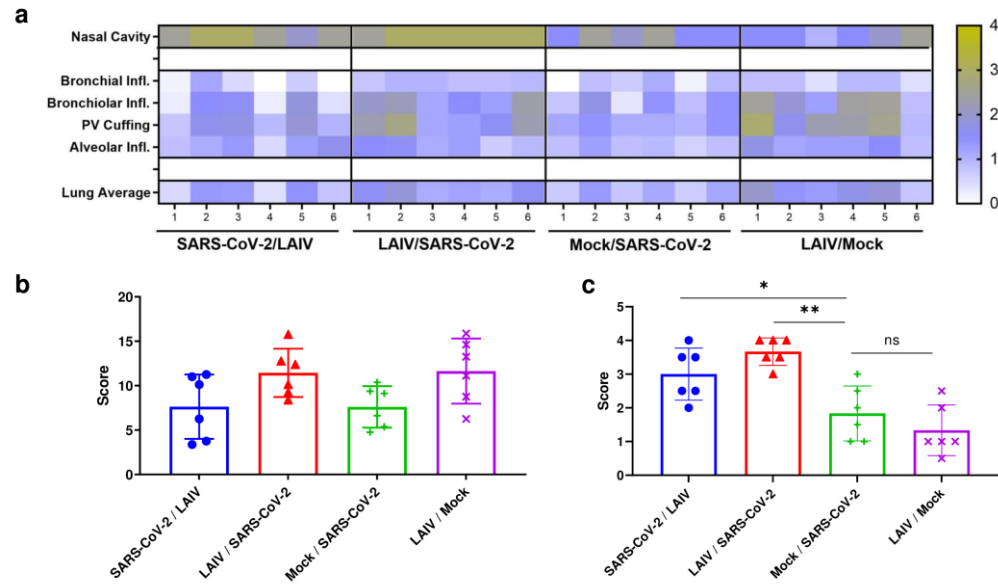 a
Nasal Cavity
Bronchial Infl.
Bronchiolar Infl.
PV Cuffing
Alveolar Infl.
Lung Average
4
3
2
1
0
1 2 3 4 5 6 1 2 3 4 5 6 1 2 3 4 5 6 1 2 3 4 5 6
SARS-CoV-2/LAIV LAIV/SARS-CoV-2 Mock/SARS-CoV-2 LAIV/Mock
b
Score
20
15
10
5
0
SARS-CoV-2 / LAIV
LAIV / SARS-CoV-2
Mock / SARS-CoV-2
LAIV / Mock
c
Score
5
4
3
2
1
0
*
**
ns
SARS-CoV-2 / LAIV
LAIV / SARS-CoV-2
Mock / SARS-CoV-2
LAIV / Mock